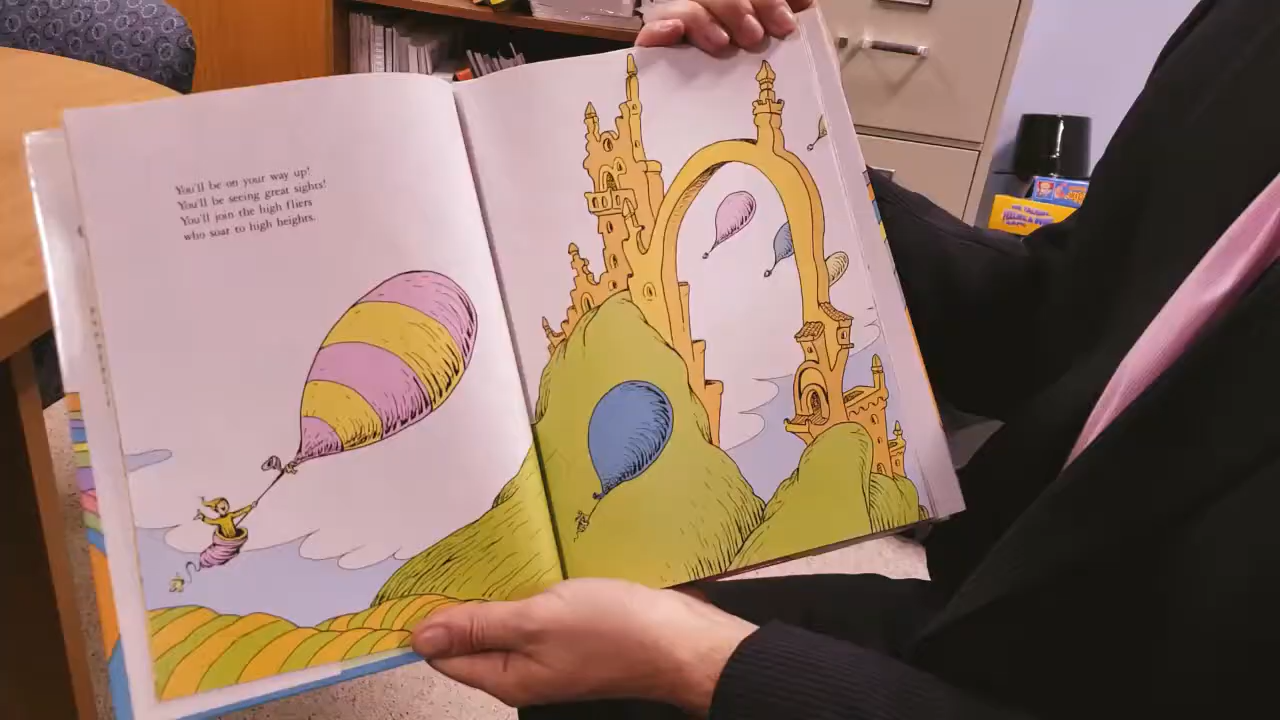 You'll be on your way up!
You'll be seeing great sights!
You'll join the high fliers
who soar to high heights.